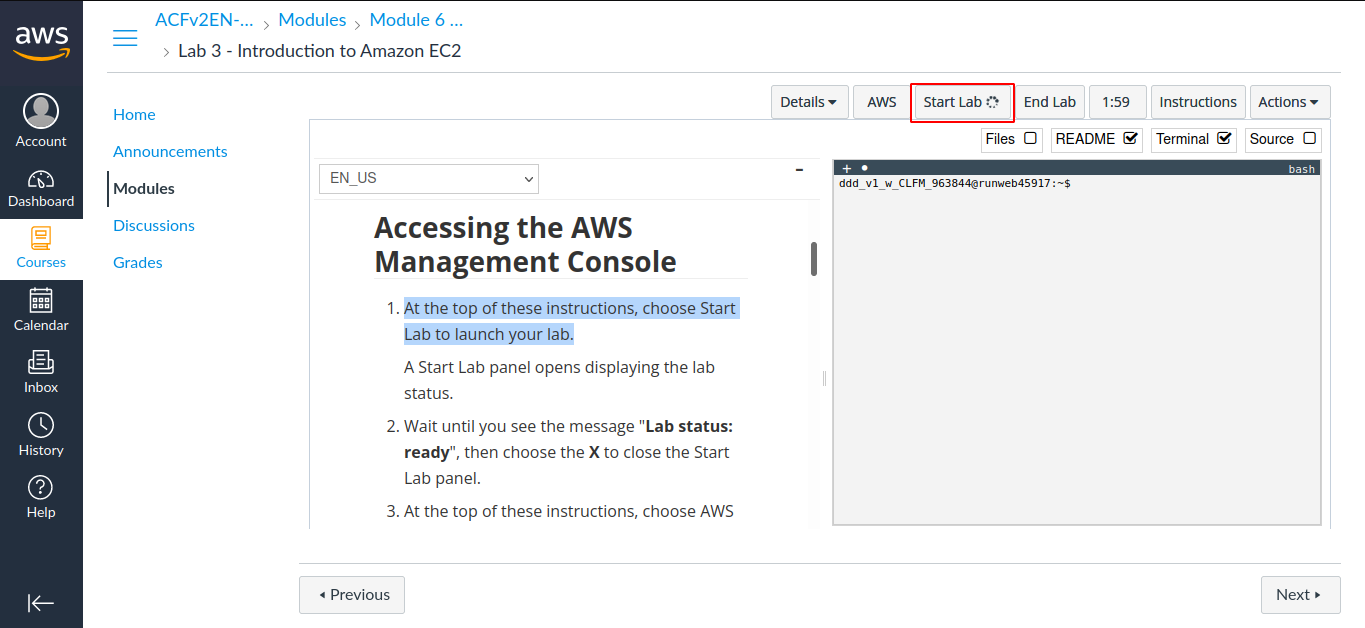 aws
Account
Dashboard
Courses
Calendar
Inbox
History
Help
ACFv2EN-... > Modules > Module 6 ...
> Lab 3 - Introduction to Amazon EC2
Home
Announcements
Modules
Discussions
Grades
Details AWS Start Lab End Lab 1:59 Instructions Actions
Files README Terminal Source
EN_US
Accessing the AWS
Management Console
1. At the top of these instructions, choose Start
Lab to launch your lab.
A Start Lab panel opens displaying the lab
status.
2. Wait until you see the message "Lab status:
ready", then choose the X to close the Start
Lab panel.
3. At the top of these instructions, choose AWS
bash
ddd_v1_w_CLFM_963844@runweb45917:~$
Previous
Next